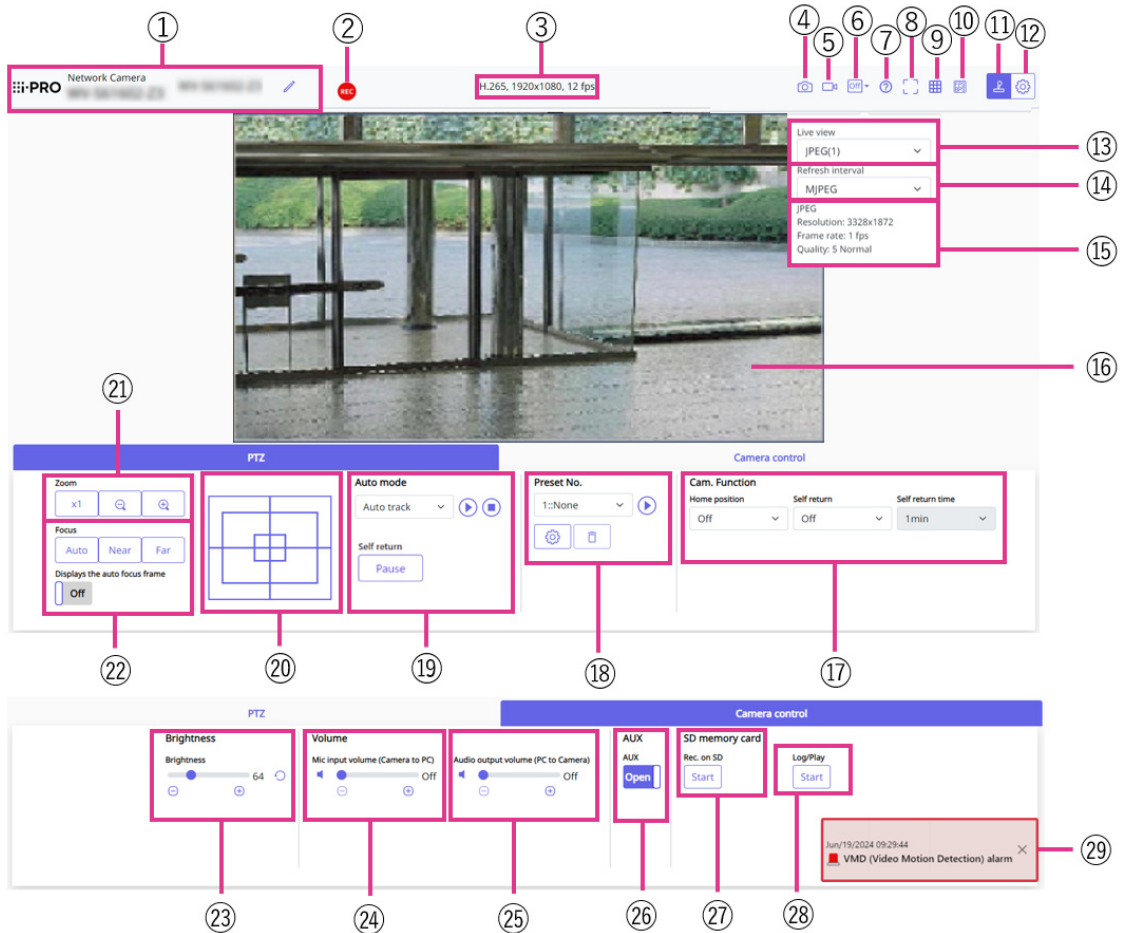 ① ② ③ ④ ⑤ ⑥ ⑦ ⑧ ⑨ ⑩ ⑪ ⑫
i-PRO Network Camera
REC
H.265, 1920x1080, 12 fps
Off
Live view
JPEG(1)
⑬
Refresh interval
MJPEG
⑭
JPEG
Resolution: 3328x1872
Frame rate: 1 fps
Quality: 5 Normal
⑮
⑯
㉑
PTZ Camera control
Zoom
x1
Focus
Auto Near Far
Displays the auto focus frame
Off
Auto mode
Auto track
Self return
Pause
Preset No.
1::None
Cam. Function
Home position Self return Self return time
Off Off 1min
㉒ ⑳ ⑲ ⑱ ⑰
PTZ Camera control
Brightness
Brightness
64
Volume
Mic input volume (Camera to PC) Audio output volume (PC to Camera)
Off Off
AUX
AUX
Open
SD memory card
Rec. on SD
Start
Log/Play
Start
Jun/19/2024 09:29:44
VMD (Video Motion Detection) alarm
㉙
㉓ ㉔ ㉕ ㉖ ㉗ ㉘